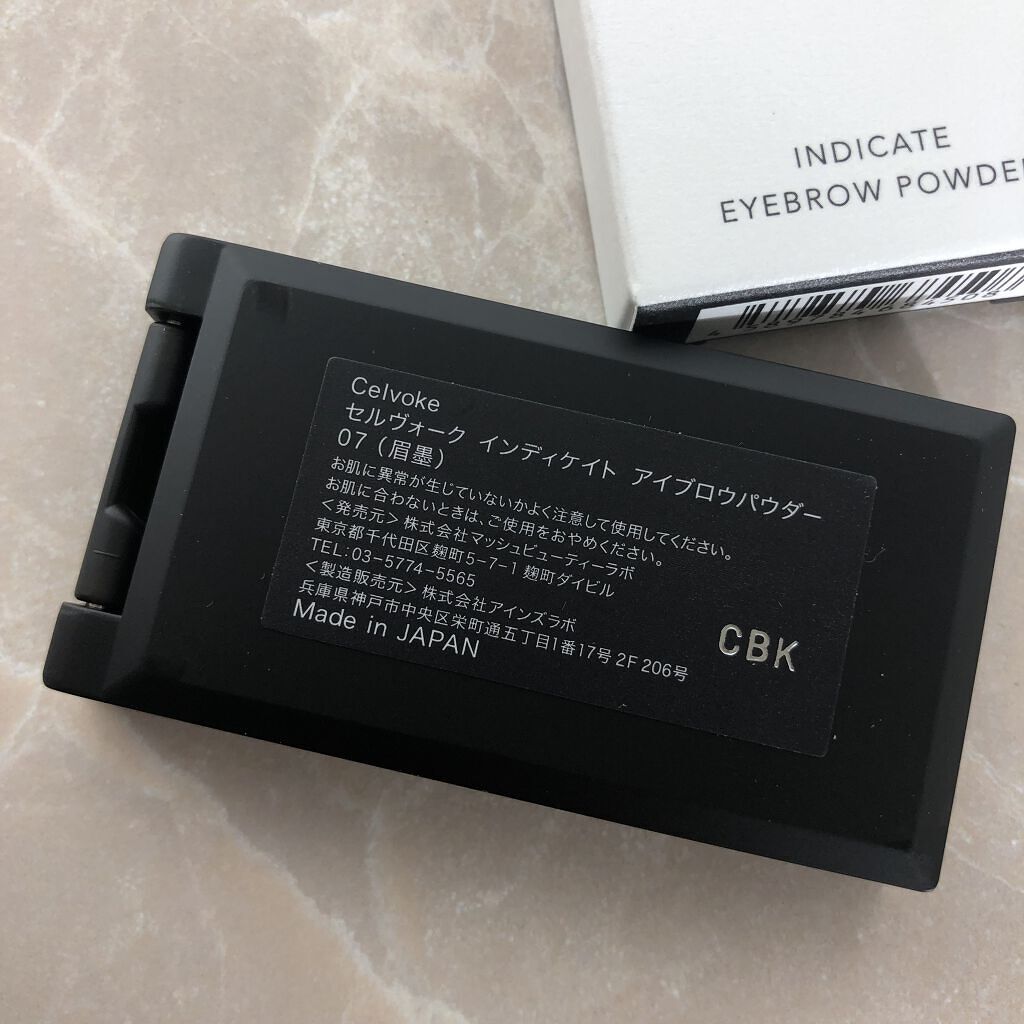 INDICATE
EYEBROW POWDER
Celvoke
セルヴォーク インディケイト アイブロウパウダー
07 (眉墨)
お肌に異常が生じていないかよく注意して使用してください。
お肌に合わないときは、ご使用をおやめください。
<発売元> 株式会社マッシュビューティーラボ
東京都千代田区麹町5-7-1 麹町ダイビル
TEL:03-5774-5565
<製造販売元> 株式会社アインズラボ
兵庫県神戸市中央区栄町通五丁目1番17号 2F 206号
Made in JAPAN
CBK